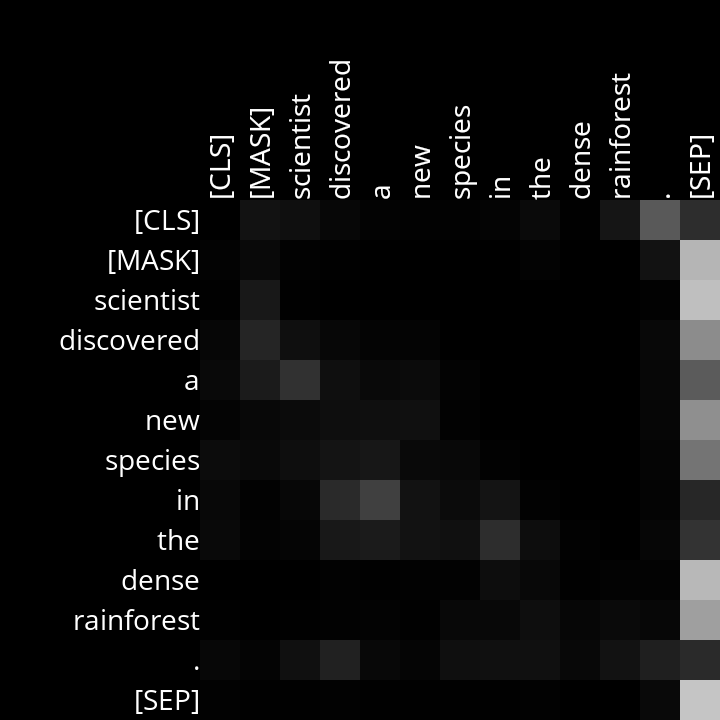 [CLS] [MASK] scientist discovered a new species in the dense rainforest . [SEP]
[CLS]
[MASK]
scientist
discovered
a
new
species
in
the
dense
rainforest
.
[SEP]